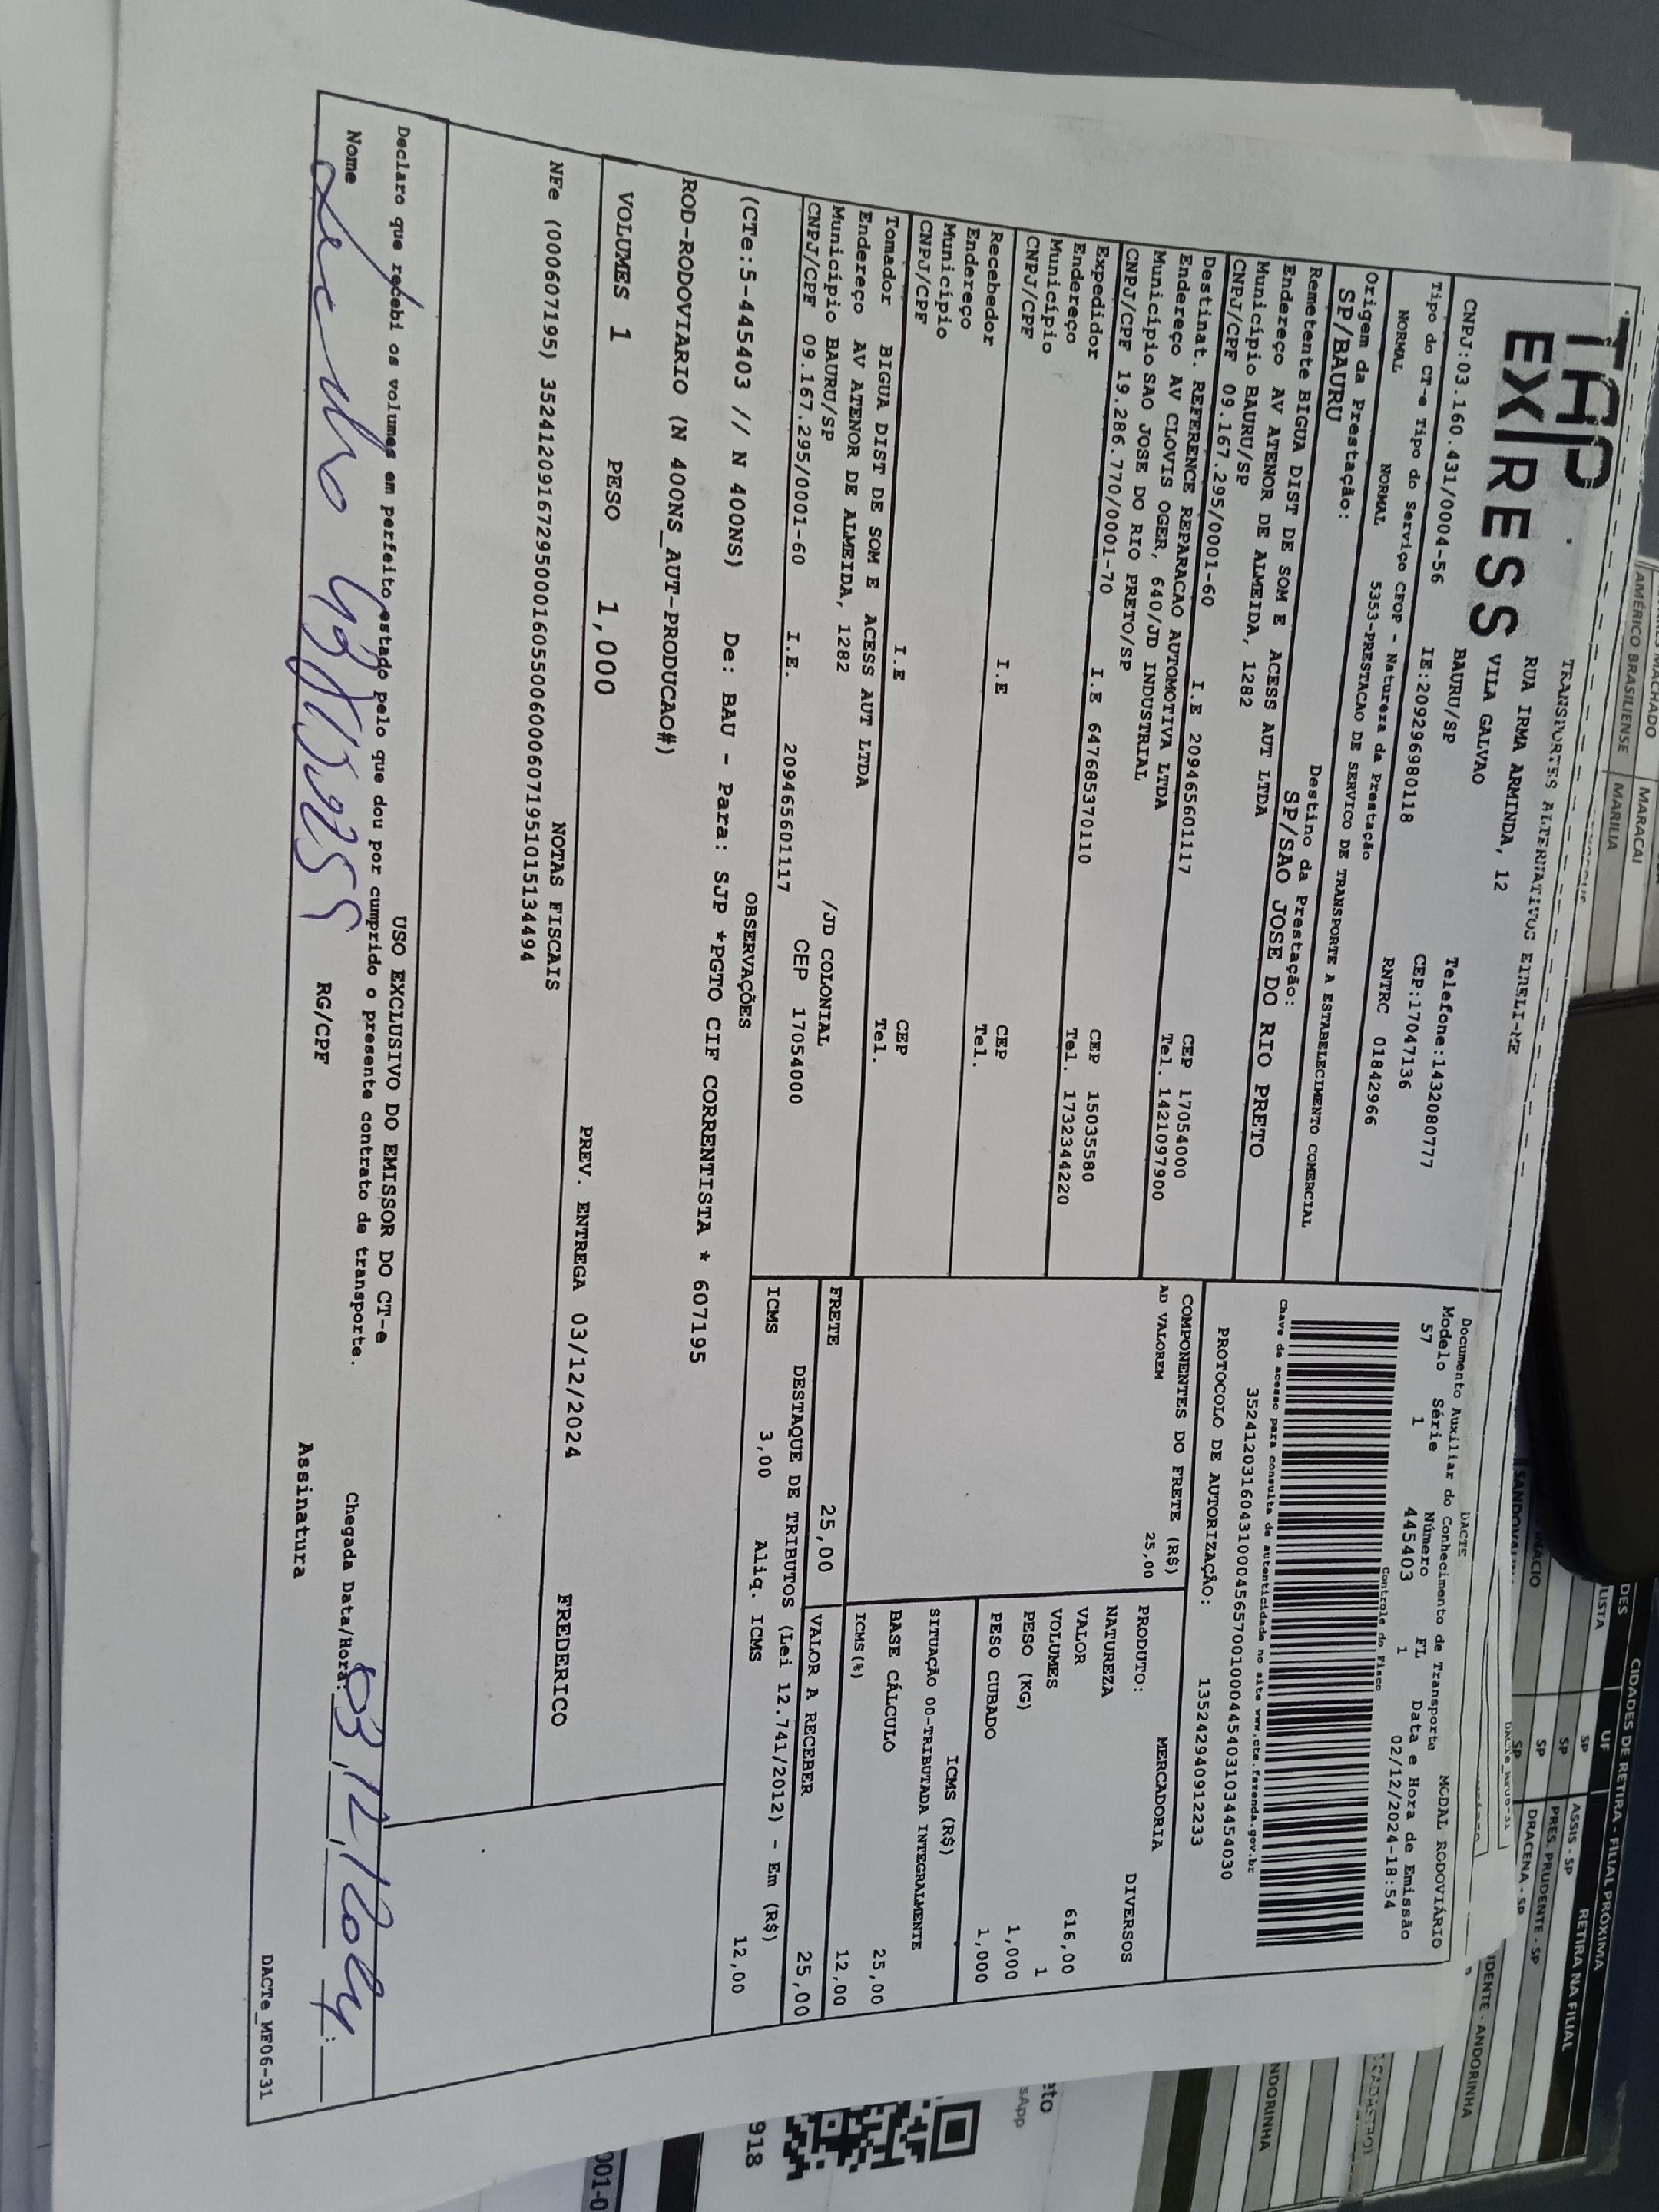 TAP
EX/RESS
TRANSPORTES ALTERNATIVOS EIRELI-ME
RUA IRMA ARMINDA, 12
VILA GALVAO
BAURU/SP
Telefone:1432080777
CEP:17047136
CNPJ:03.160.431/0004-56 IE:209296980118
RNTRC 01842966
Tipo do CT-e Tipo do Serviço CFOP - Natureza da Prestação
NORMAL NORMAL 5353-PRESTACAO DE SERVICO DE TRANSPORTE A ESTABELECIMENTO COMERCIAL
Origem da Prestação: Destino da Prestação:
SP/BAURU SP/SAO JOSE DO RIO PRETO
Remetente BIGUA DIST DE SOM E ACESS AUT LTDA
Endereço AV ATENOR DE ALMEIDA, 1282
Município BAURU/SP CEP 17054000
CNPJ/CPF 09.167.295/0001-60 I.E 209465601117 Tel. 1421097900
Destinat. REFERENCE REPARACAO AUTOMOTIVA LTDA
Endereço AV CLOVIS OGER, 640/JD INDUSTRIAL
Município SAO JOSE DO RIO PRETO/SP CEP 15035580
CNPJ/CPF 19.286.770/0001-70 I.E 647685370110 Tel. 1732344220
Expedidor
Endereço
Município CEP
CNPJ/CPF I.E Tel.
Recebedor
Endereço
Município CEP
CNPJ/CPF I.E Tel.
Tomador BIGUA DIST DE SOM E ACESS AUT LTDA
Endereço AV ATENOR DE ALMEIDA, 1282 /JD COLONIAL
Município BAURU/SP CEP 17054000
CNPJ/CPF 09.167.295/0001-60 I.E. 209465601117
DACTE MODAL RODOVIÁRIO
Documento Auxiliar do Conhecimento de Transporte
Modelo Série Número FL Data e Hora de Emissão
57 1 445403 1 02/12/2024-18:54
Controle do Fisco
Chave de acesso para consulta de autenticidade no site www.cte.fazenda.gov.br
35241203160431000456570010004454031034454030
PROTOCOLO DE AUTORIZAÇÃO: 135242940912233
COMPONENTES DO FRETE (R$)
AD VALOREM 25,00
FRETE 25,00
MERCADORIA
PRODUTO: DIVERSOS
NATUREZA
VALOR 616,00
VOLUMES 1
PESO (KG) 1,000
PESO CUBADO 1,000
ICMS (R$)
SITUAÇÃO 00-TRIBUTADA INTEGRALMENTE
BASE CÁLCULO 25,00
ICMS(%) 12,00
VALOR A RECEBER 25,00
DESTAQUE DE TRIBUTOS (Lei 12.741/2012) - Em (R$)
ICMS 3,00 Aliq. ICMS 12,00
OBSERVAÇÕES
(CTe:5-445403 // N 400NS) De: BAU - Para: SJP *PGTO CIF CORRENTISTA * 607195
ROD-RODOVIARIO (N 400NS_AUT-PRODUCAO#)
VOLUMES 1 PESO 1,000 PREV. ENTREGA 03/12/2024 FREDERICO
NOTAS FISCAIS
NFe (000607195) 35241209167295000160550060006071951015134494
USO EXCLUSIVO DO EMISSOR DO CT-e
Declaro que recebi os volumes em perfeito estado pelo que dou por cumprido o presente contrato de transporte.
Nome RG/CPF Assinatura Chegada Data/Hora: 03/12/2024
DACTe_MF06-31
AMÉRICO BRASILIENSE
MARACAI
MARILIA
CIDADES DE RETIRA - FILIAL PRÓXIMA
UF RETIRA NA FILIAL
SP ASSIS - SP
SP PRES. PRUDENTE - SP
SP DRACENA - SP
918